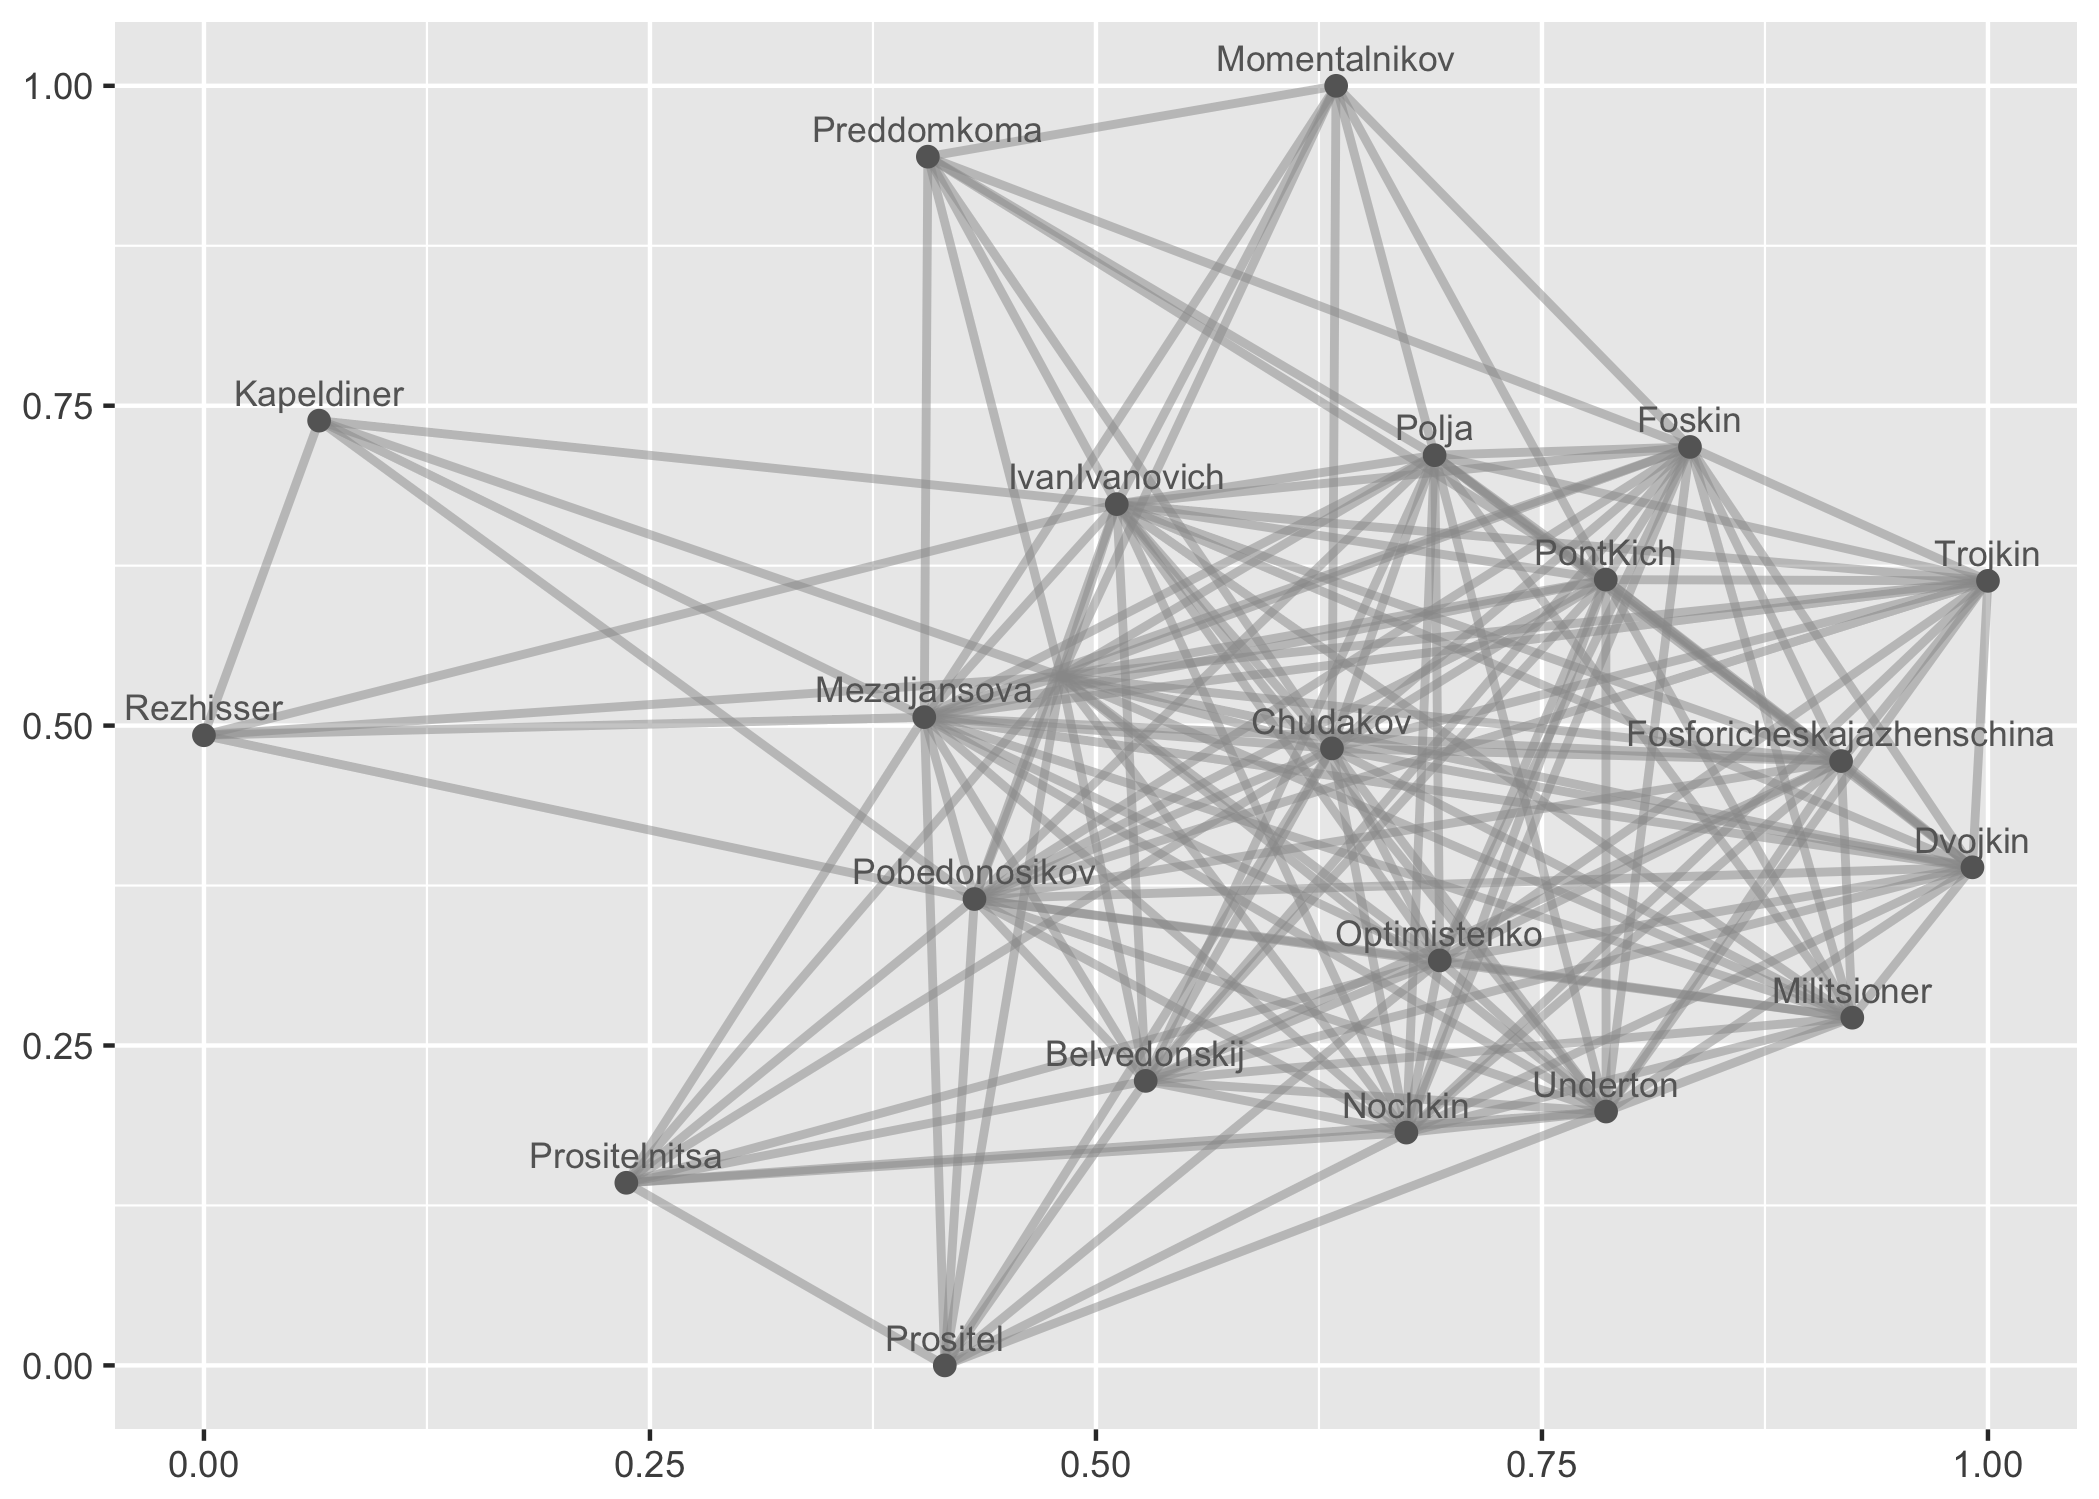 Momentalnikov
1.00
Preddomkoma
Kapeldiner
0.75
Foskin
Polja
IvanIvanovich
PontKich
Trojkin
Mezaljansova
Rezhisser
0.50
Chudakov
Fosforicheskajazhenschina
Dvojkin
Pobedonosikov
Optimistenko
Militsioner
0.25
Belvedonskij
Underton
Nochkin
Prositelnitsa
Prositel
0.00
0.00 0.25 0.50 0.75 1.00